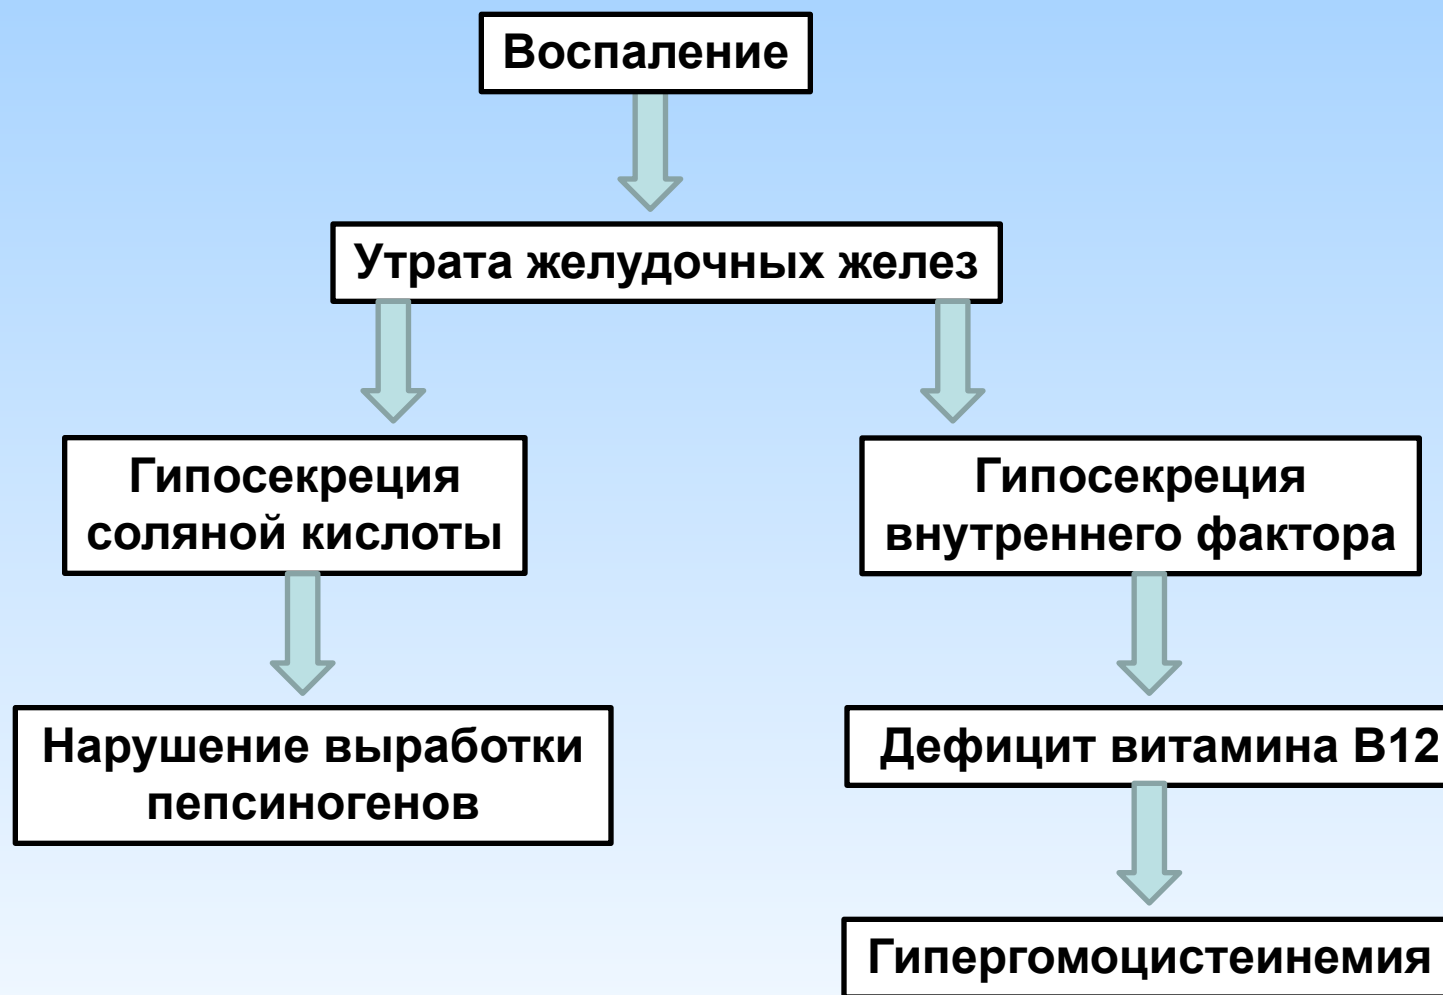 Воспаление
Утрата желудочных желез
Гипосекреция
соляной кислоты
Гипосекреция
внутреннего фактора
Нарушение выработки
пепсиногенов
Дефицит витамина В12
Гипергомоцистеинемия